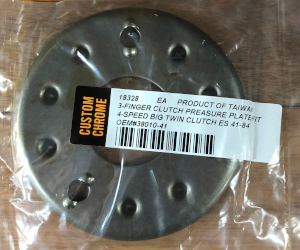 CUSTOM
CHROME
18328 EA PRODUCT OF TAIWAN
3-FINGER CLUTCH PREASURE PLATE FIT
4-SPEED BIG TWIN CLUTCH ES 41-84
OEM#38010-41